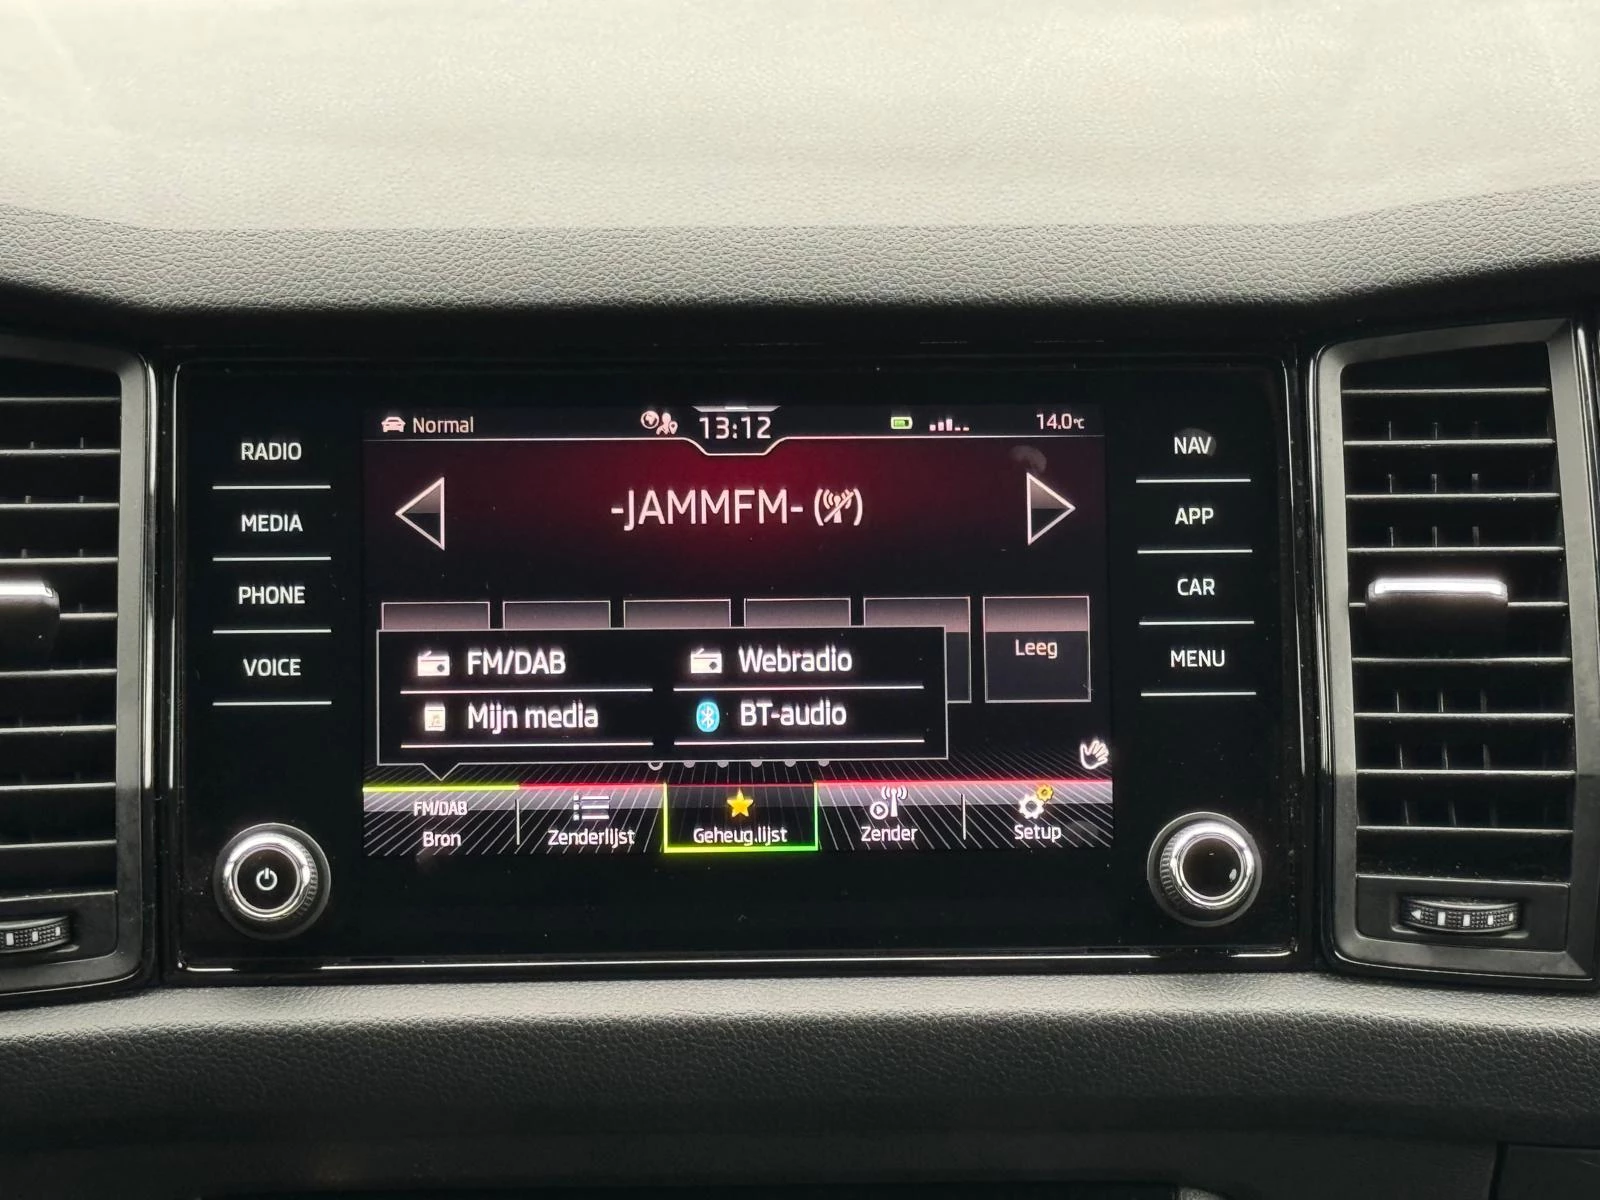 RADIO
MEDIA
PHONE
VOICE
Normal
13:12
14.0°C
-JAMMFM-
Leeg
FM/DAB
Webradio
Mijn media
BT-audio
FM/DAB
Bron
Zenderlijst
Geheug.lijst
Zender
Setup
NAV
APP
CAR
MENU